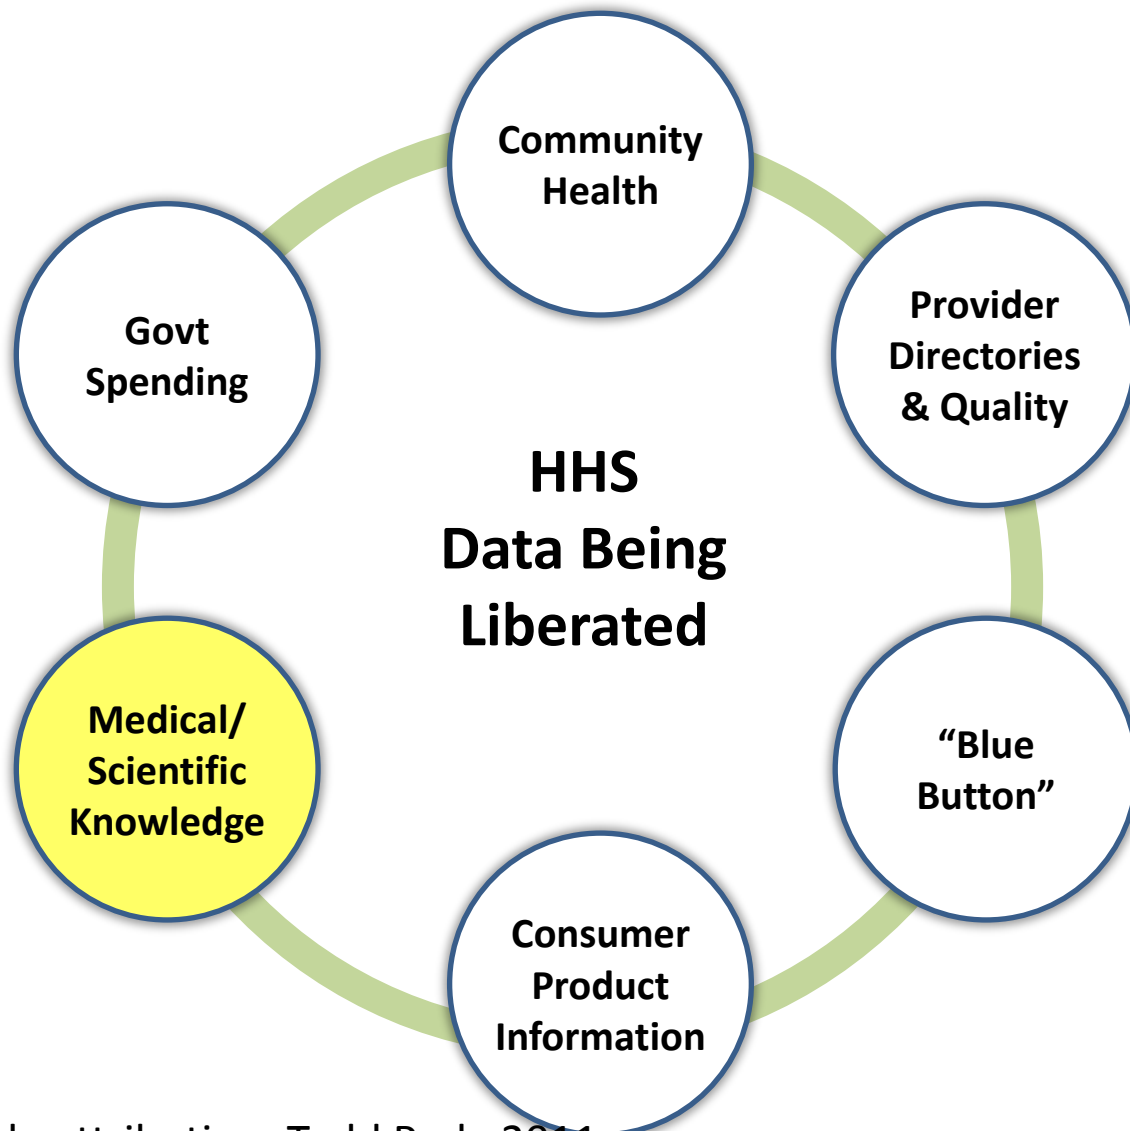 Community
Health
Provider
Directories
& Quality
“Blue
Button”
Consumer
Product
Information
Medical/
Scientific
Knowledge
Govt
Spending
HHS
Data Being
Liberated
Todd